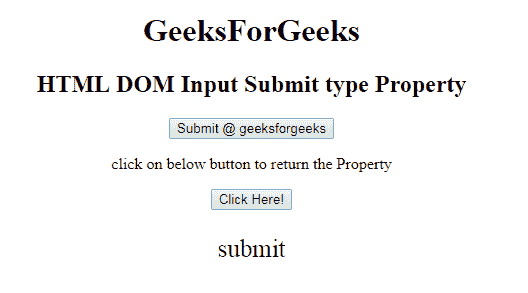 GeeksForGeeks
HTML DOM Input Submit type Property
Submit @ geeksforgeeks
click on below button to return the Property
Click Here!
submit